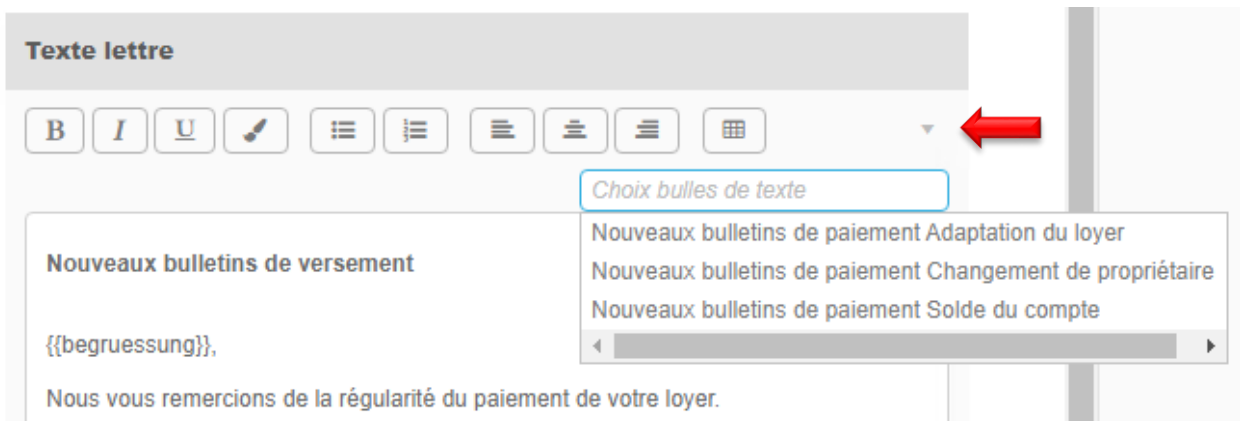 Texte lettre
B I U
Choix bulles de texte
Nouveaux bulletins de paiement Adaptation du loyer
Nouveaux bulletins de paiement Changement de propriétaire
Nouveaux bulletins de paiement Solde du compte
Nouveaux bulletins de versement
{{begruessung}},
Nous vous remercions de la régularité du paiement de votre loyer.